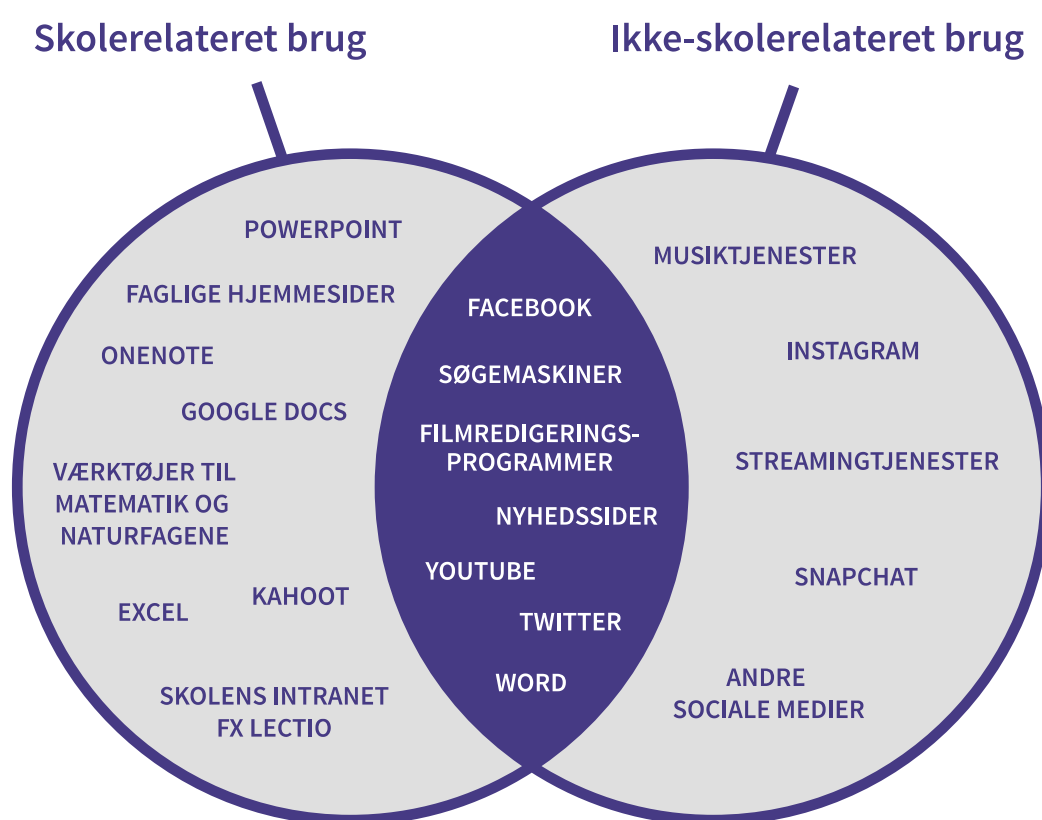 Skolerelateret brug
Ikke-skolerelateret brug
POWERPOINT
FAGLIGE HJEMMESIDER
ONENOTE
GOOGLE DOCS
VÆRKTØJER TIL
MATEMATIK OG
NATURFAGENE
KAHOOT
EXCEL
SKOLENS INTRANET
FX LECTIO
FACEBOOK
SØGEMASKINER
FILMREDIGERINGS-
PROGRAMMER
NYHEDSSIDER
YOUTUBE
TWITTER
WORD
MUSIKTJENESTER
INSTAGRAM
STREAMINGTJENESTER
SNAPCHAT
ANDRE
SOCIALE MEDIER